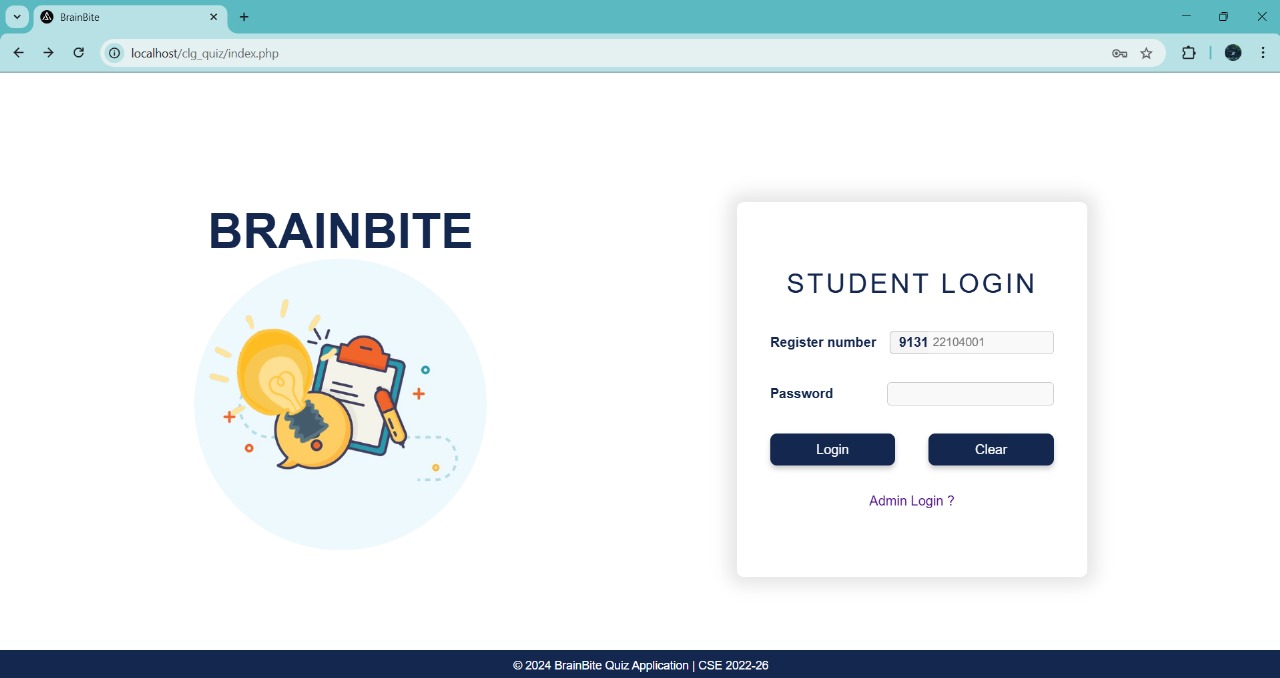 BrainBite
localhost/clg_quiz/index.php
BRAINBITE
STUDENT LOGIN
Register number 9131 22104001
Password
Login Clear
Admin Login ?
© 2024 BrainBite Quiz Application | CSE 2022-26